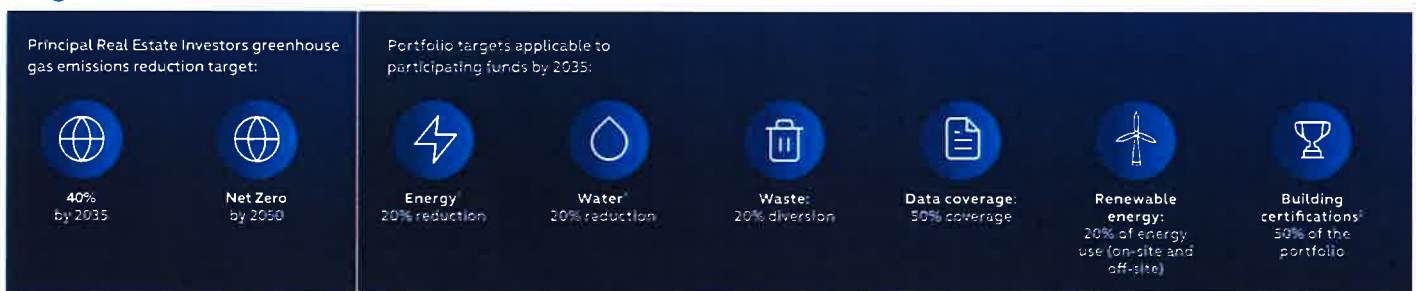 Principal Real Estate Investors greenhouse
gas emissions reduction target:
40%
by 2035
Net Zero
by 2050
Portfolio targets applicable to
participating funds by 2035:
Energy
20% reduction
Water
20% reduction
Waste:
20% diversion
Data coverage:
50% coverage
Renewable
energy:
20% of energy
use (on-site and
off-site)
Building
certifications
50% of the
portfolio